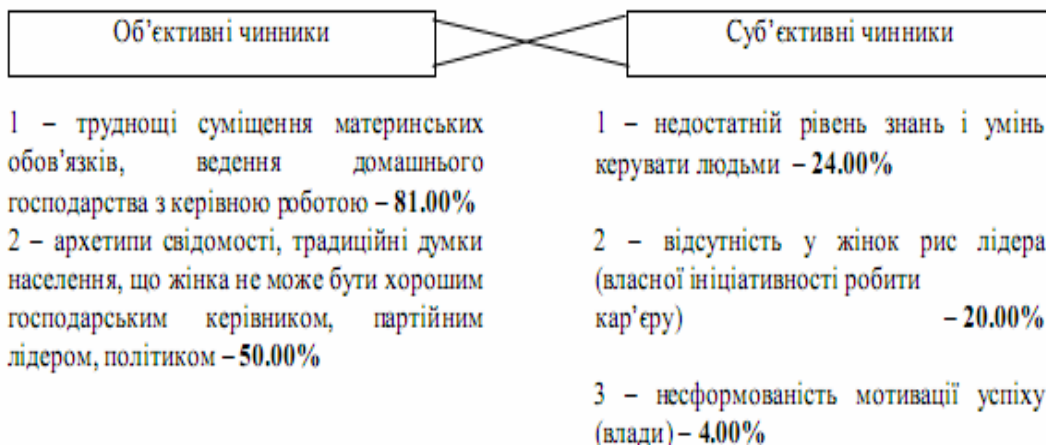 Об’єктивні чинники
Суб’єктивні чинники
1 – труднощі суміщення материнських
обов’язків, ведення домашнього
господарства з керівною роботою – 81.00%
2 – архетипи свідомості, традиційні думки
населення, що жінка не може бути хорошим
господарським керівником, партійним
лідером, політиком – 50.00%
1 – недостатній рівень знань і умінь
керувати людьми – 24.00%
2 – відсутність у жінок рис лідера
(власної ініціативності робити
кар’єру) – 20.00%
3 – несформованість мотивації успіху
(влади) – 4.00%